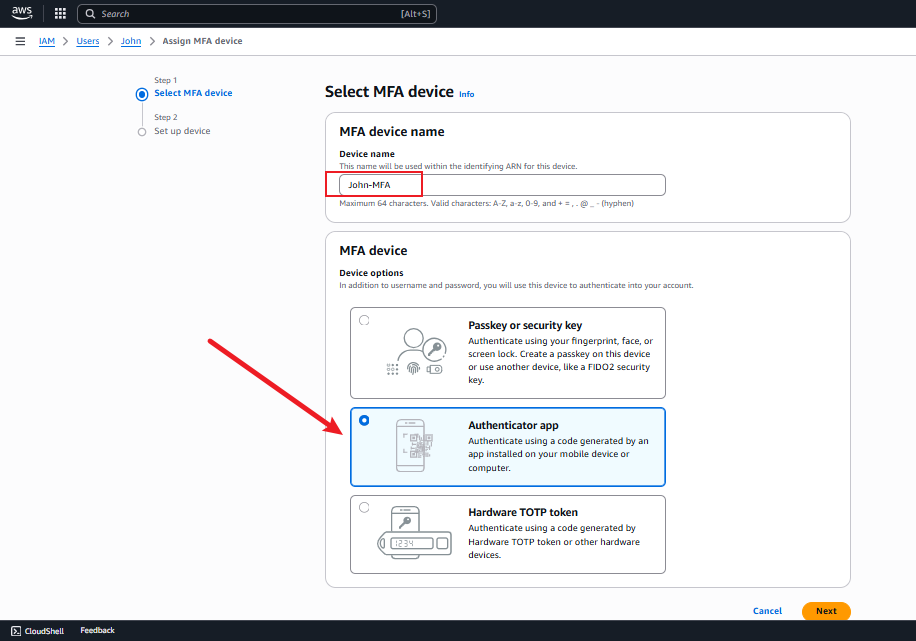 aws
Search
[Alt+S]
IAM
Users
John
Assign MFA device
Step 1
Select MFA device
Step 2
Set up device
Select MFA device Info
MFA device name
Device name
This name will be used within the identifying ARN for this device.
John-MFA
Maximum 64 characters. Valid characters: A-Z, a-z, 0-9, and + = , . @ _ - (hyphen)
MFA device
Device options
In addition to username and password, you will use this device to authenticate into your account.
Passkey or security key
Authenticate using your fingerprint, face, or
screen lock. Create a passkey on this device
or use another device, like a FIDO2 security
key.
Authenticator app
Authenticate using a code generated by an
app installed on your mobile device or
computer.
1234
Hardware TOTP token
Authenticate using a code generated by
Hardware TOTP token or other hardware
devices.
Cancel
Next
CloudShell
Feedback